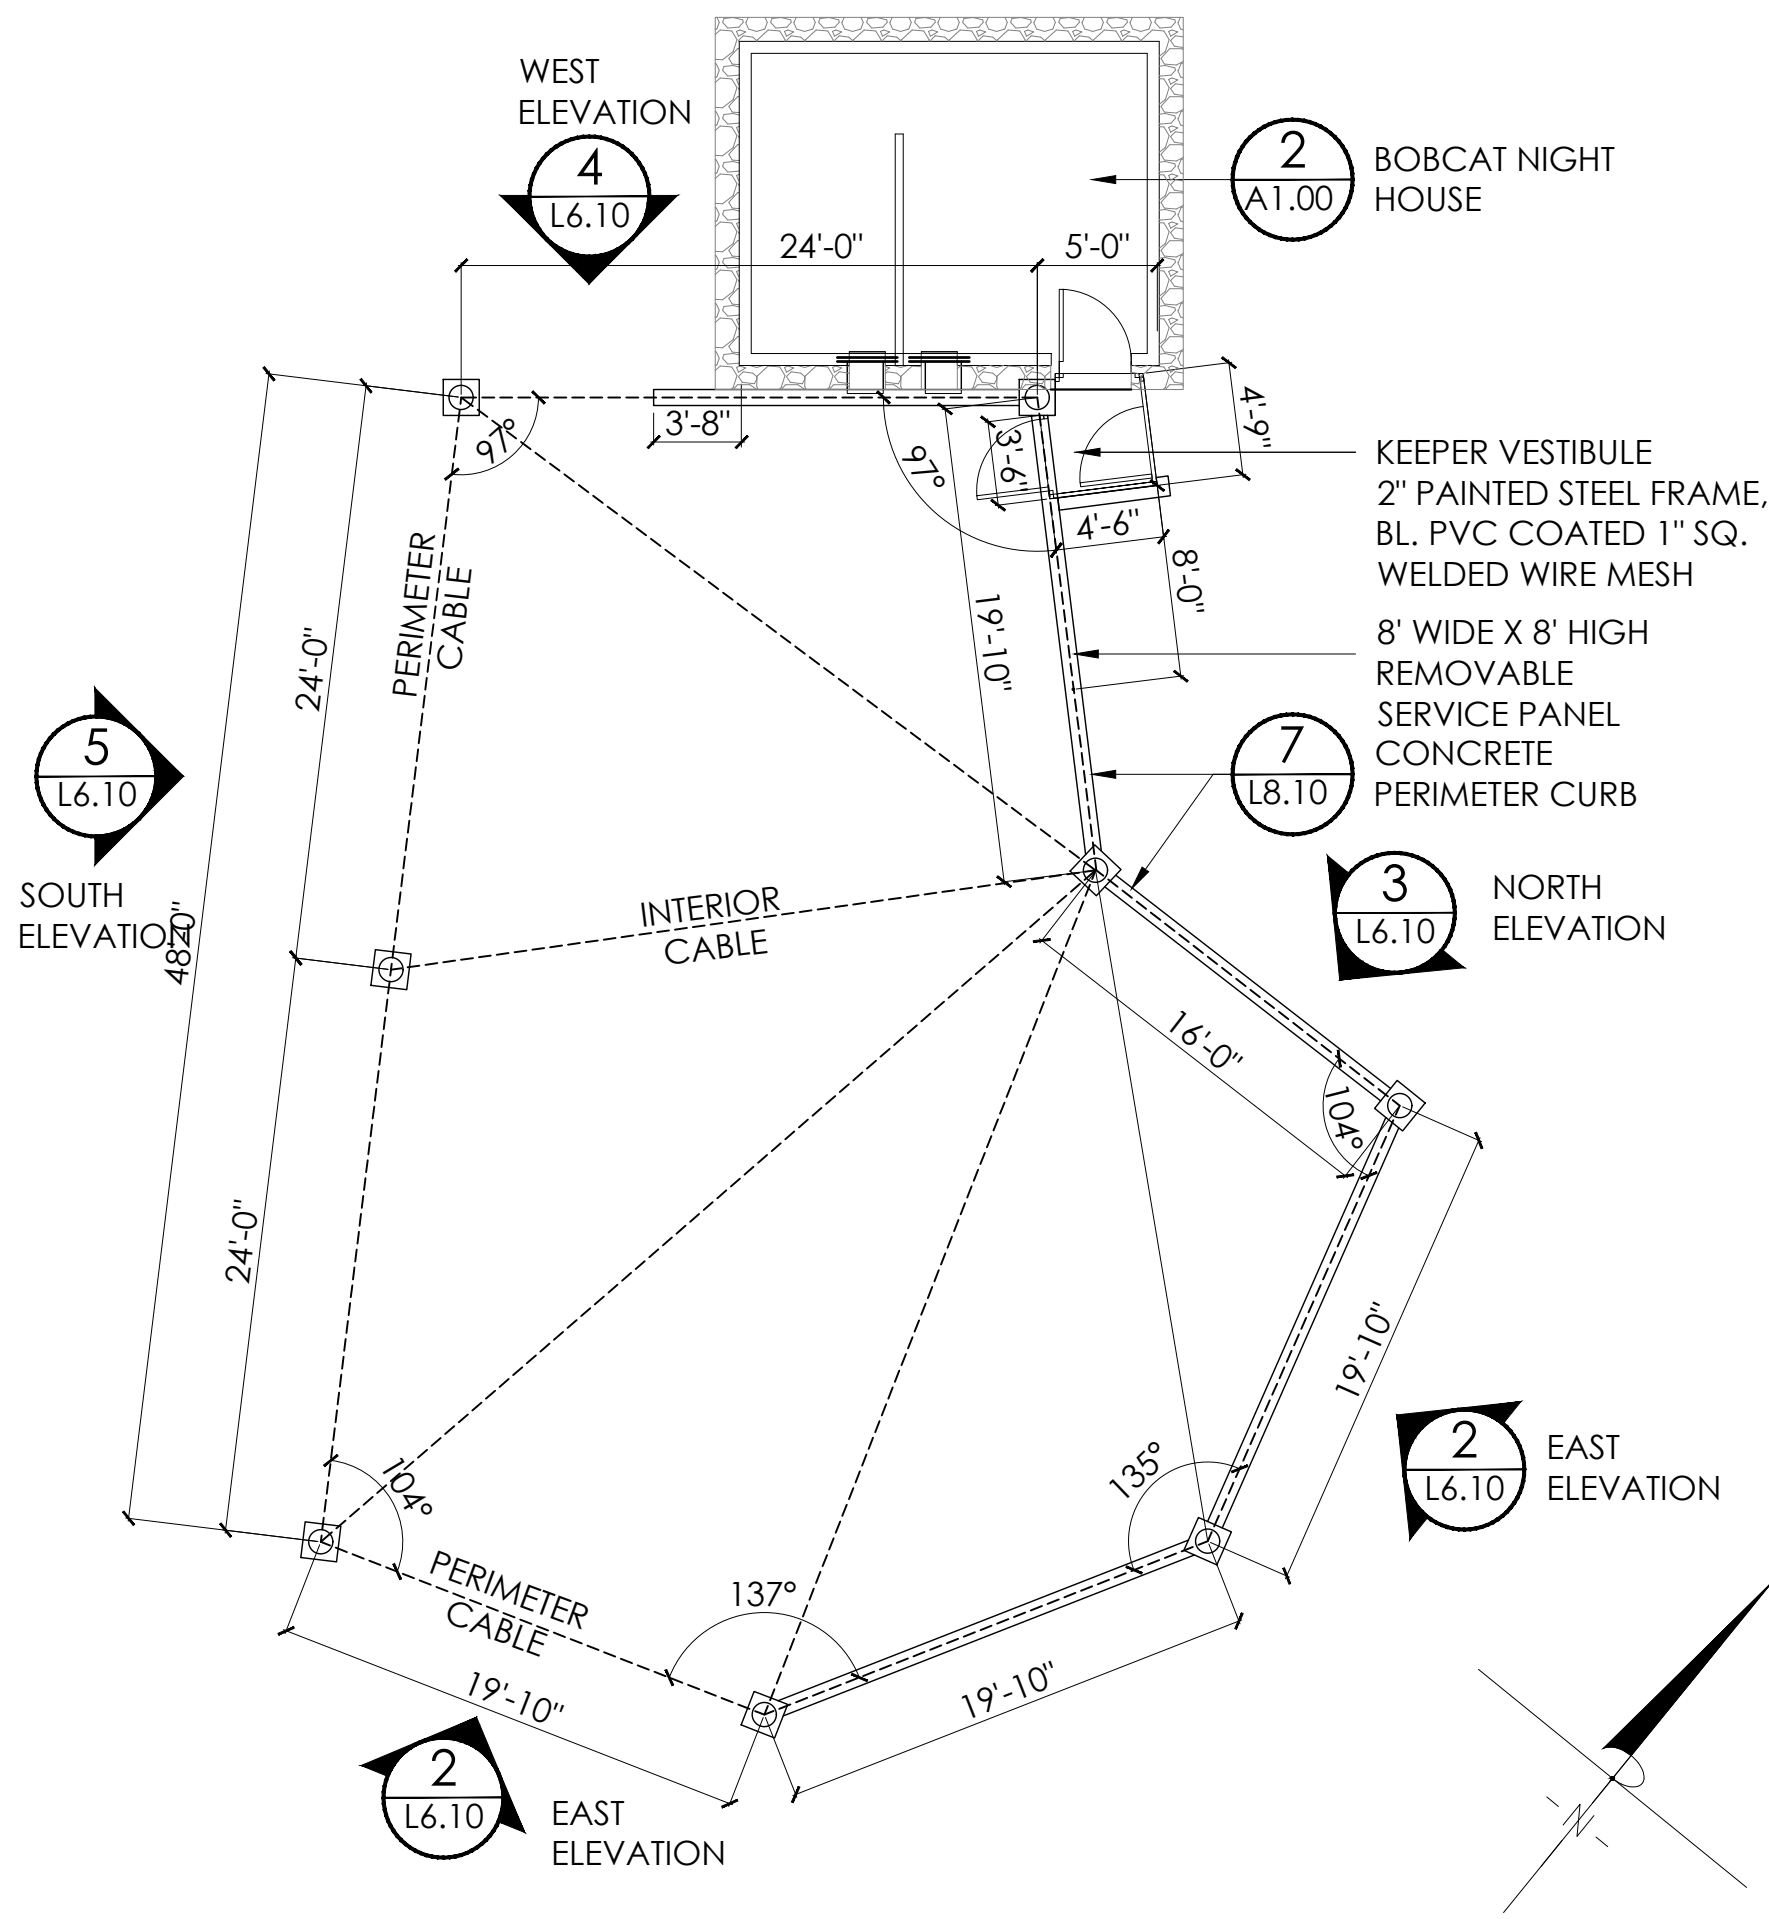 WEST
ELEVATION
4
L6.10
2
A1.00
BOBCAT NIGHT
HOUSE
24'-0"
5'-0"
3'-8"
97°
97°
3'-6"
4'-9"
4'-6"
8'-0"
KEEPER VESTIBULE
2" PAINTED STEEL FRAME,
BL. PVC COATED 1" SQ.
WELDED WIRE MESH
8' WIDE X 8' HIGH
REMOVABLE
SERVICE PANEL
CONCRETE
PERIMETER CURB
7
L8.10
PERIMETER
CABLE
24'-0"
19'-10"
5
L6.10
SOUTH
ELEVATION
48'-0"
INTERIOR
CABLE
3
L6.10
NORTH
ELEVATION
16'-0"
104°
24'-0"
19'-10"
104°
135°
2
L6.10
EAST
ELEVATION
PERIMETER
CABLE
137°
19'-10"
19'-10"
2
L6.10
EAST
ELEVATION
- N -